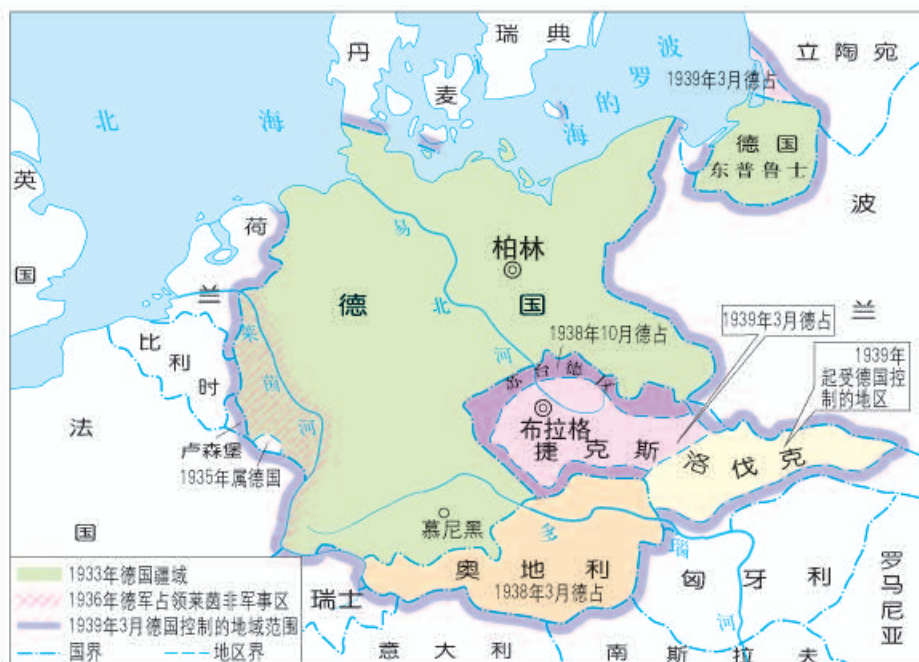 丹麦
瑞典
波罗的海
立陶宛
1939年3月德占
北海
德国
东普鲁士
英国
荷兰
波兰
易北河
柏林
德国
莱茵河
比利时
1938年10月德占
1939年3月德占
苏台德区
1939年
起受德国控
制的地区
布拉格
捷克斯洛伐克
法国
卢森堡
1935年属德国
慕尼黑
多瑙河
奥地利
1938年3月德占
匈牙利
罗马尼亚
瑞士
意大利
南斯拉夫
1933年德国疆域
1936年德军占领莱茵非军事区
1939年3月德国控制的地域范围
国界
地区界